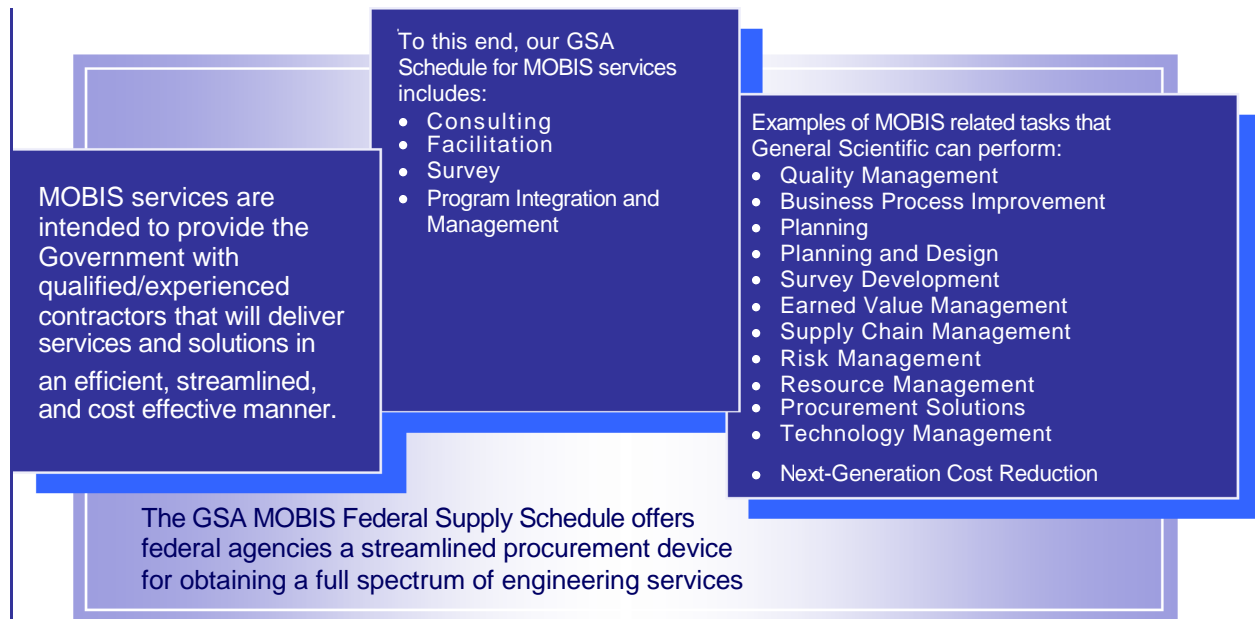 MOBIS services are
intended to provide the
Government with
qualified/experienced
contractors that will deliver
services and solutions in
an efficient, streamlined,
and cost effective manner.
To this end, our GSA
Schedule for MOBIS services
includes:
• Consulting
• Facilitation
• Survey
• Program Integration and
Management
Examples of MOBIS related tasks that
General Scientific can perform:
• Quality Management
• Business Process Improvement
• Planning
• Planning and Design
• Survey Development
• Earned Value Management
• Supply Chain Management
• Risk Management
• Resource Management
• Procurement Solutions
• Technology Management
• Next-Generation Cost Reduction
The GSA MOBIS Federal Supply Schedule offers
federal agencies a streamlined procurement device
for obtaining a full spectrum of engineering services